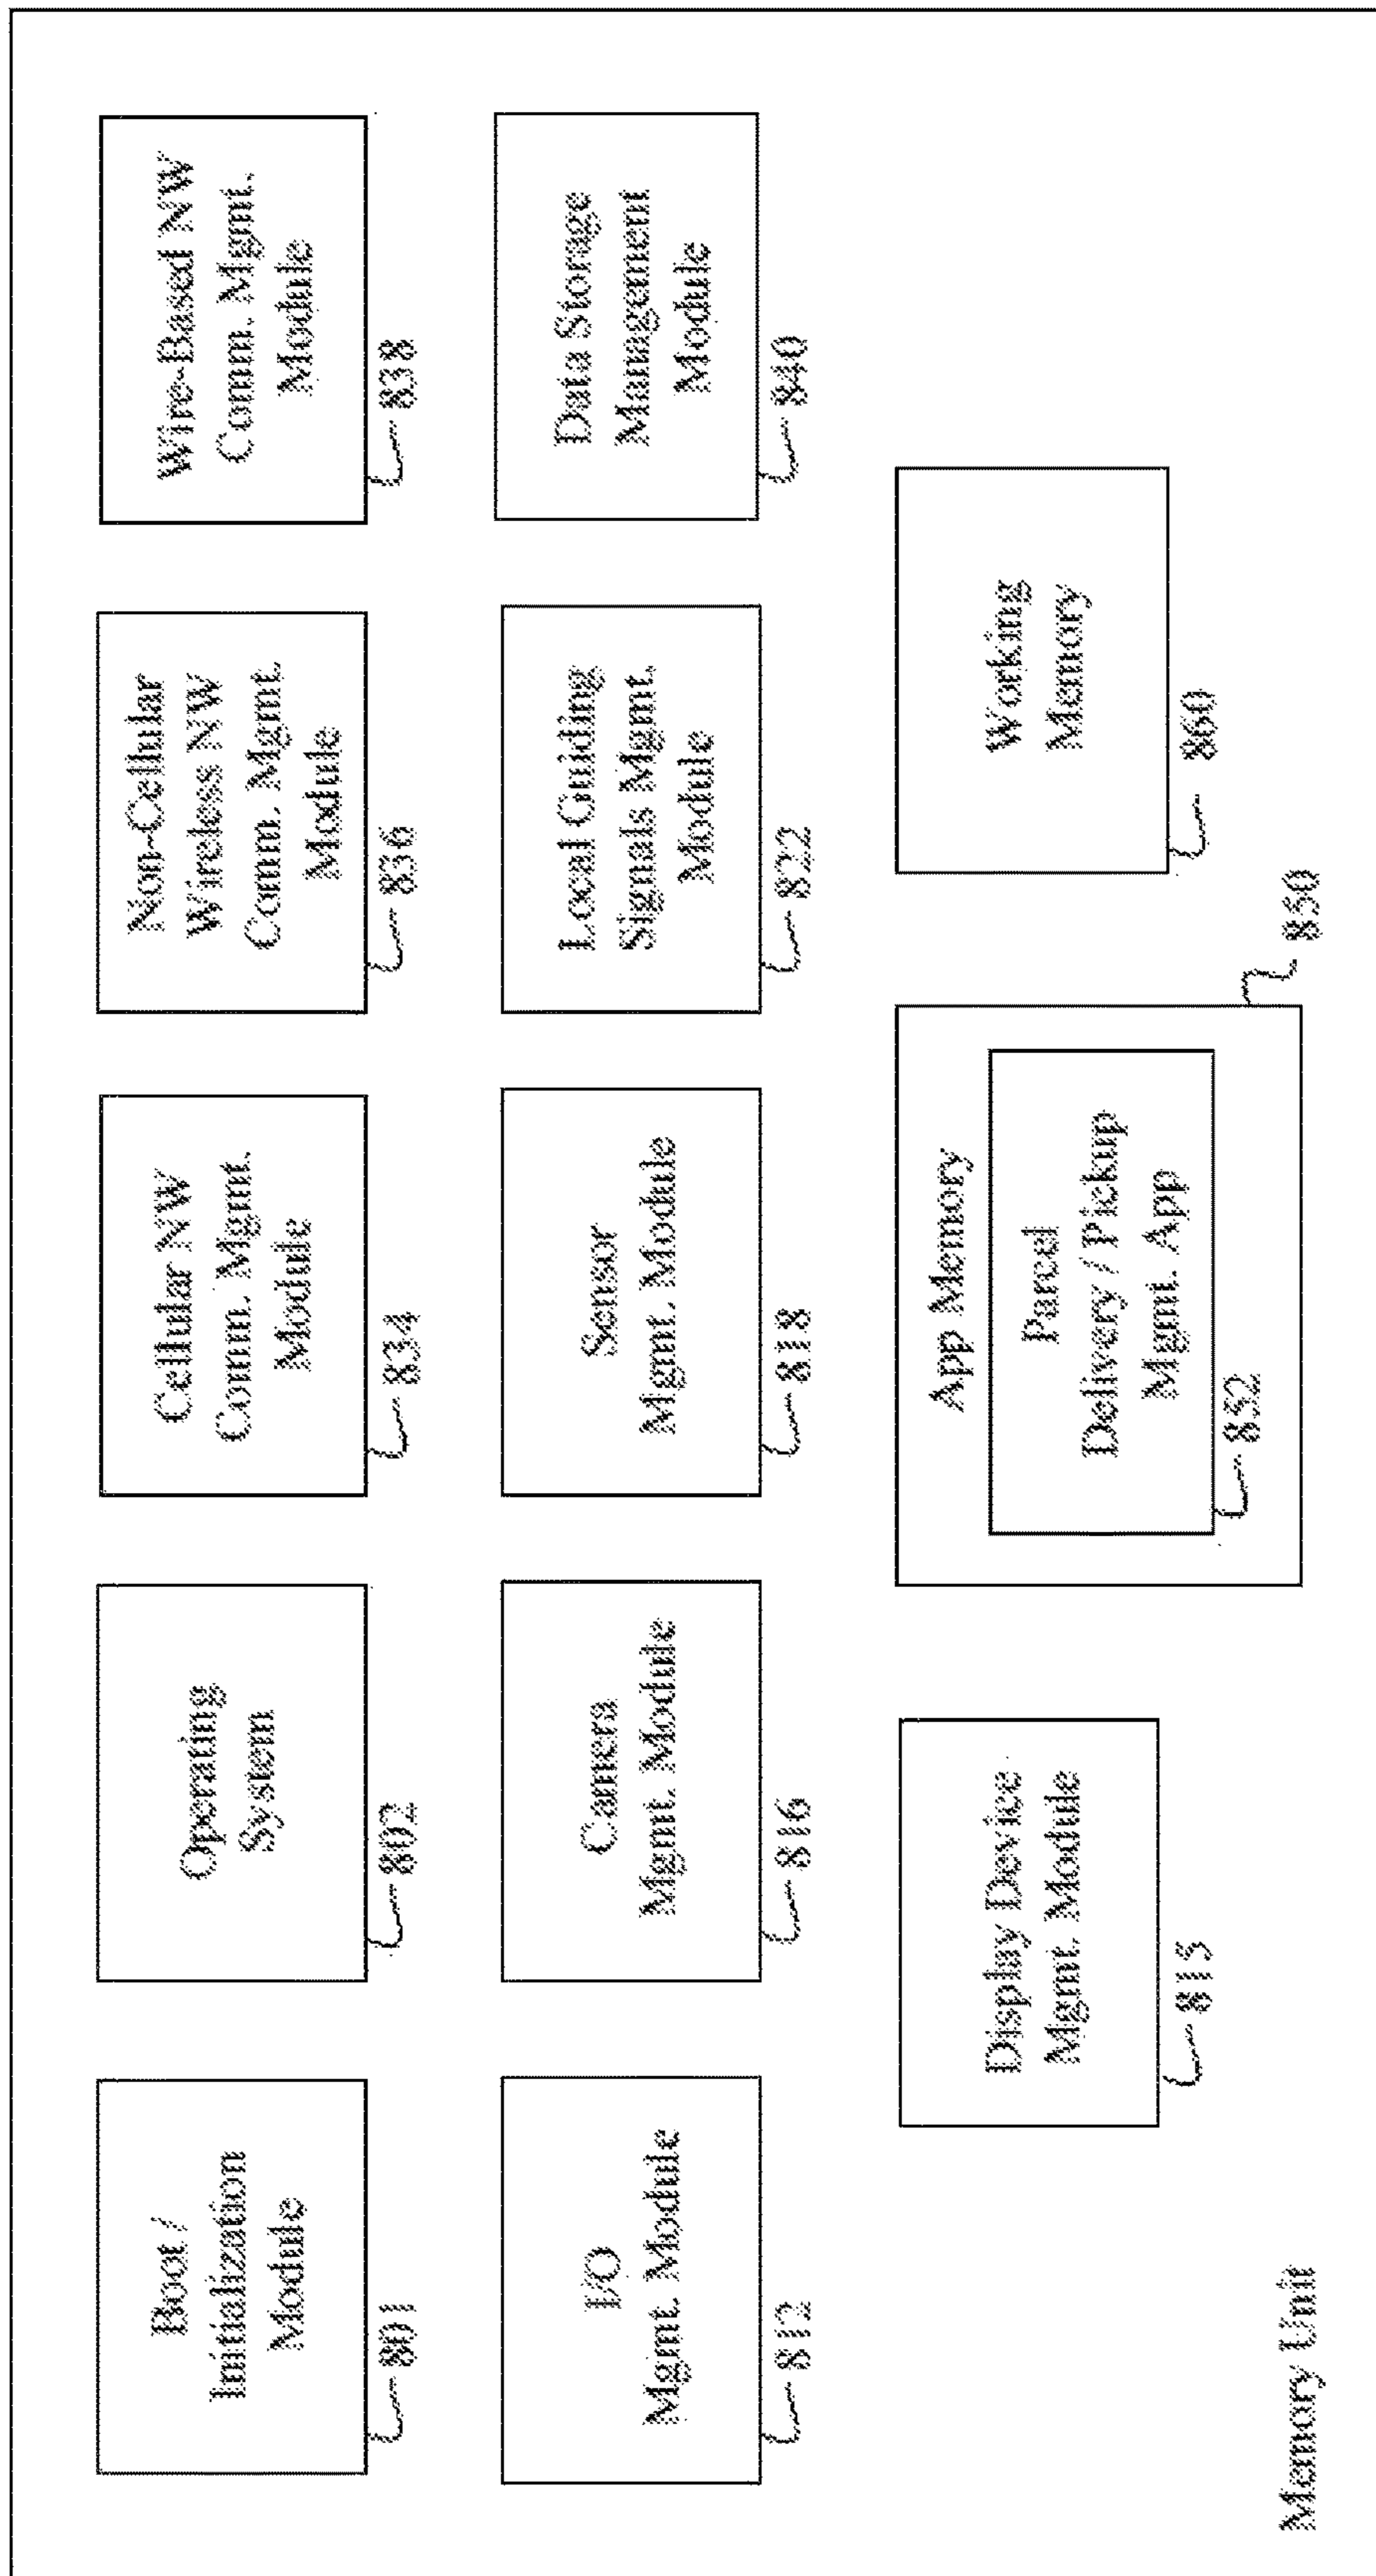 Boot /
Initialization
Module
801
Operating
System
802
Cellular NW
Comm. Mgmt.
Module
834
Non-Cellular
Wireless NW
Comm. Mgmt.
Module
836
Wire-Based NW
Comm. Mgmt.
Module
838
I/O
Mgmt. Module
812
Camera
Mgmt. Module
816
Sensor
Mgmt. Module
818
Local Guiding
Signals Mgmt.
Module
822
Data Storage
Management
Module
840
Display Device
Mgmt. Module
815
App Memory
Parcel
Delivery / Pickup
Mgmt. App
852
850
Working
Memory
860
Memory Unit